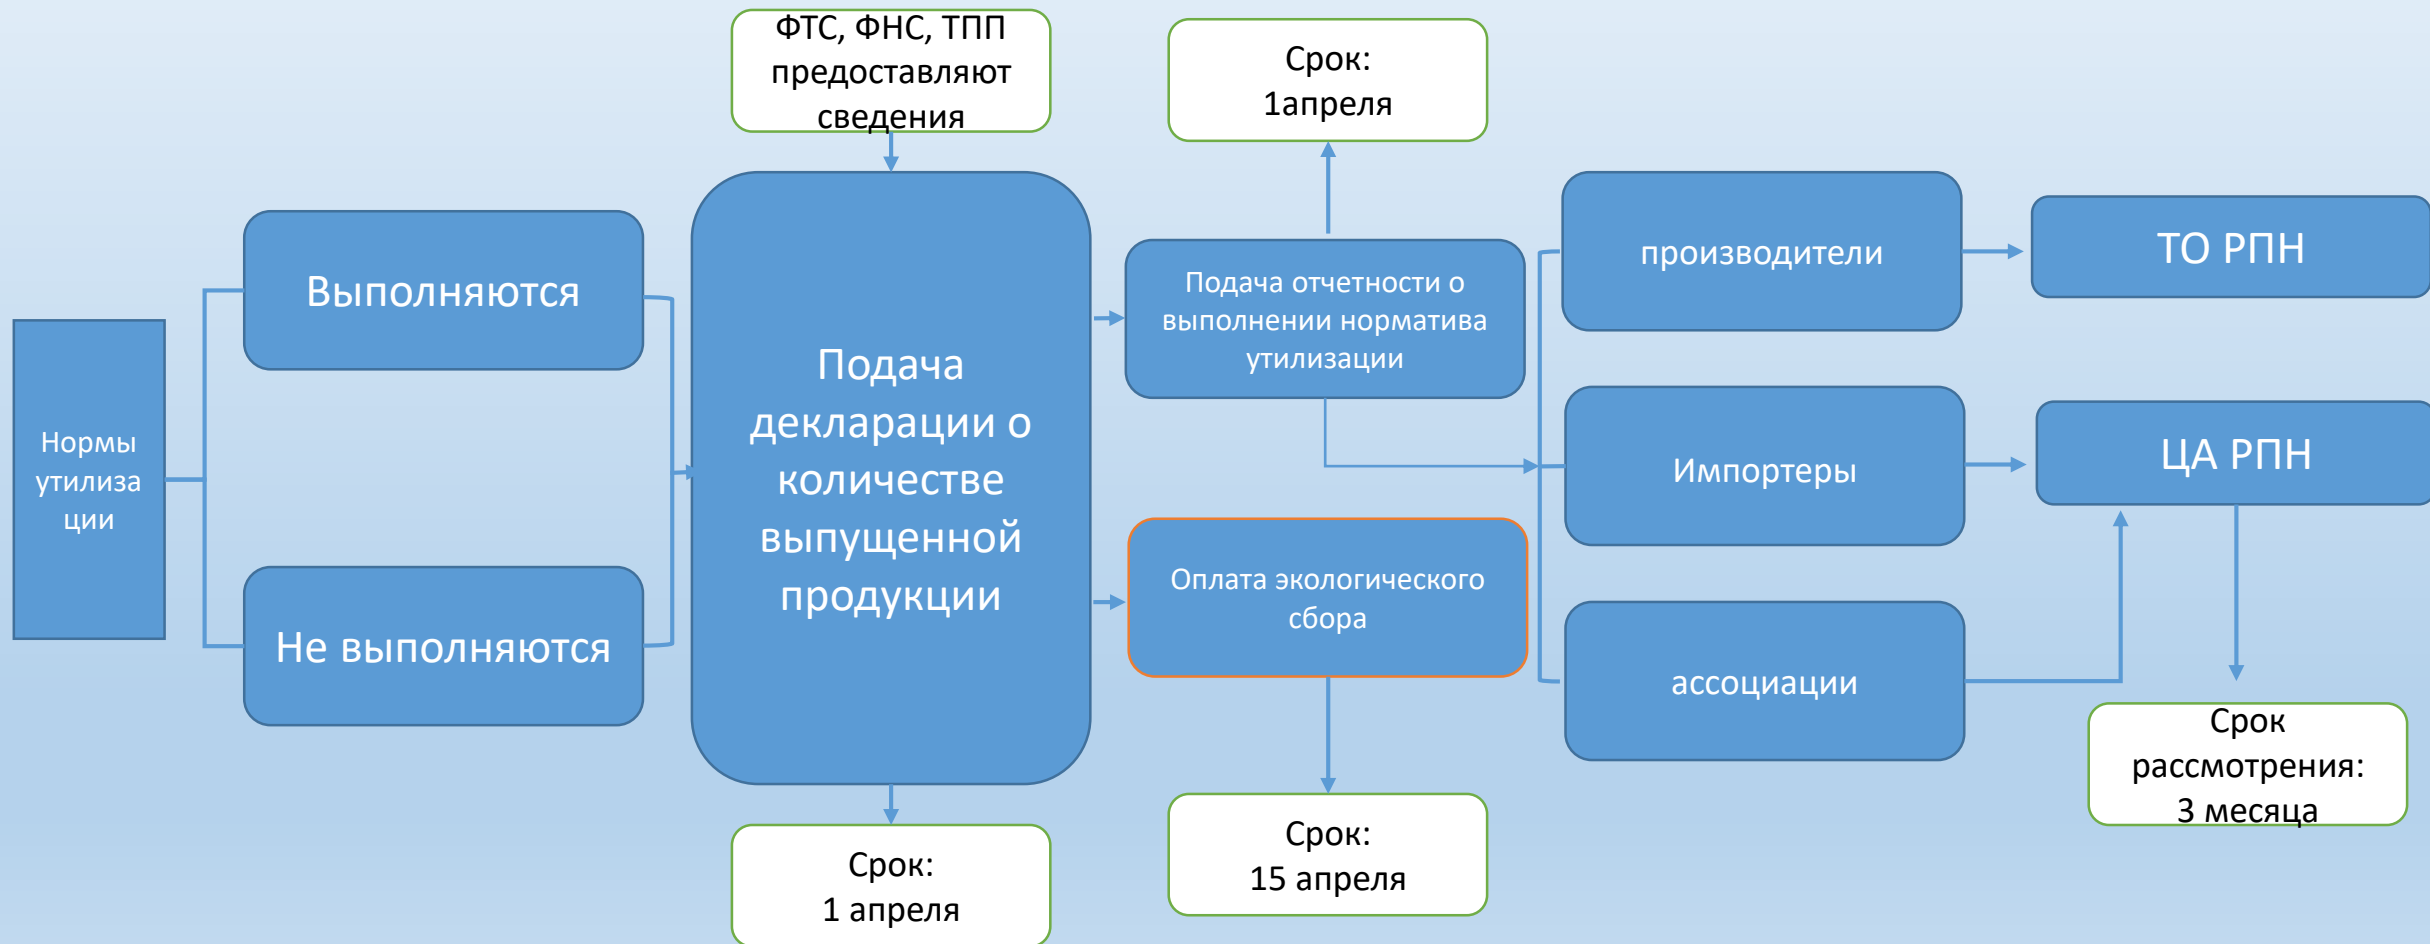 Нормы
утилиза
ции
Выполняются
Не выполняются
ФТС, ФНС, ТПП
предоставляют
сведения
Подача
декларации о
количестве
выпущенной
продукции
Срок:
1 апреля
Срок:
1апреля
Подача отчетности о
выполнении норматива
утилизации
Оплата экологического
сбора
Срок:
15 апреля
производители
Импортеры
ассоциации
ТО РПН
ЦА РПН
Срок
рассмотрения:
3 месяца